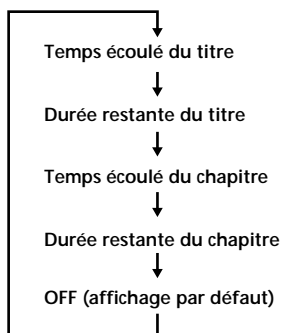 Temps écoulé du titre
Durée restante du titre
Temps écoulé du chapitre
Durée restante du chapitre
OFF (affichage par défaut)